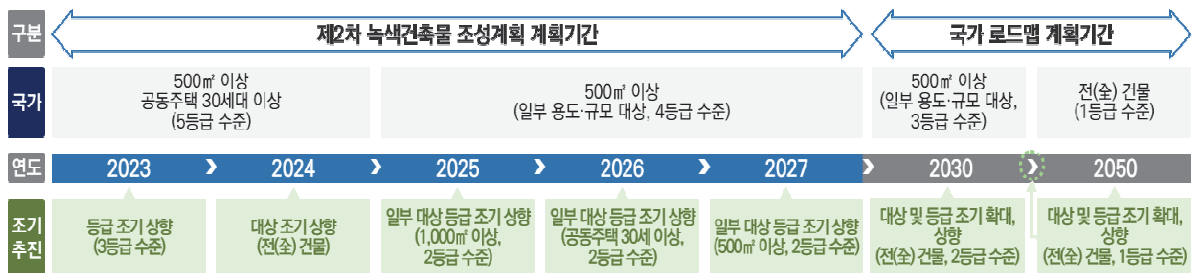 구분
제2차 녹색건축물 조성계획 계획기간
국가 로드맵 계획기간
국가
500㎡ 이상
공동주택 30세대 이상
(5등급 수준)
500㎡ 이상
(일부 용도·규모 대상, 4등급 수준)
500㎡ 이상
(일부 용도·규모 대상,
3등급 수준)
전(全) 건물
(1등급 수준)
연도
2023
2024
2025
2026
2027
2030
2050
조기
추진
등급 조기 상향
(3등급 수준)
대상 조기 상향
(전(全) 건물)
일부 대상 등급 조기 상향
(1,000㎡ 이상,
2등급 수준)
일부 대상 등급 조기 상향
(공동주택 30세 이상,
2등급 수준)
일부 대상 등급 조기 상향
(500㎡ 이상, 2등급 수준)
대상 및 등급 조기 확대,
상향
(전(全) 건물, 2등급 수준)
대상 및 등급 조기 확대,
상향
(전(全) 건물, 1등급 수준)